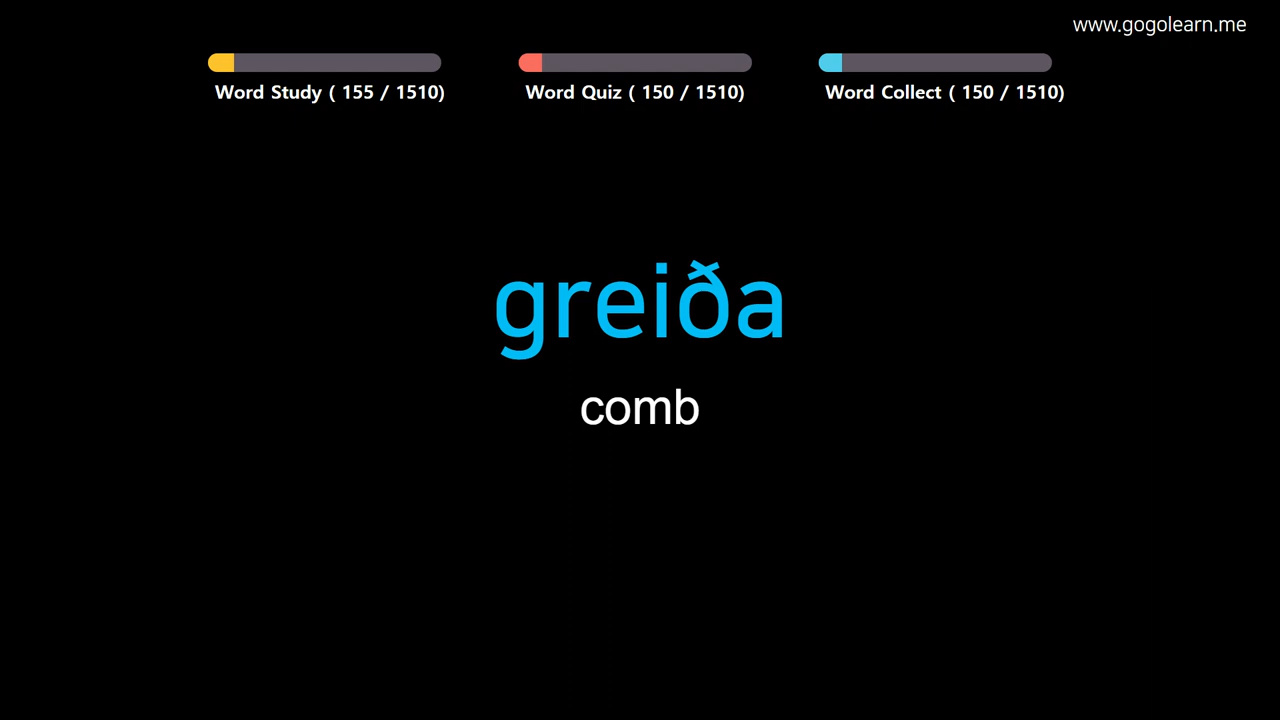 www.gogolearn.me
Word Study ( 155 / 1510)
Word Quiz ( 150 / 1510)
Word Collect ( 150 / 1510)
greiða
comb